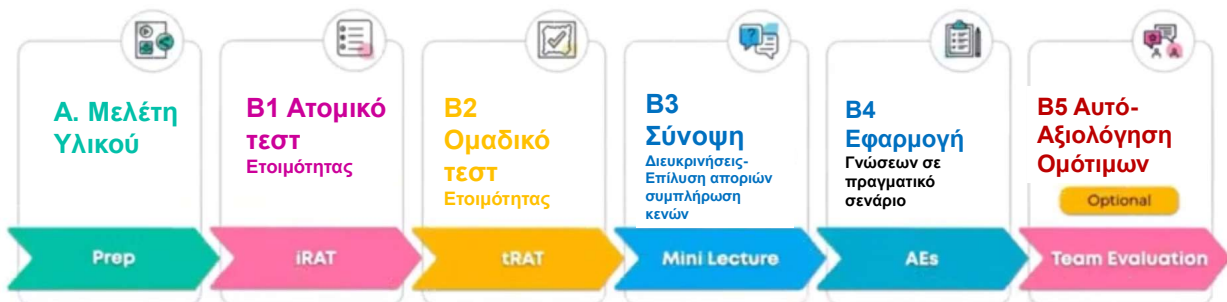 Α. Μελέτη
Υλικού
Prep
Β1 Ατομικό
τεστ
Ετοιμότητας
iRAT
Β2
Ομαδικό
τεστ
Ετοιμότητας
tRAT
Β3
Σύνοψη
Διευκρινήσεις-
Επίλυση αποριών
συμπλήρωση
κενών
Mini Lecture
Β4
Εφαρμογή
Γνώσεων σε
πραγματικό
σενάριο
AEs
Β5 Αυτό-
Αξιολόγηση
Ομότιμων
Optional
Team Evaluation